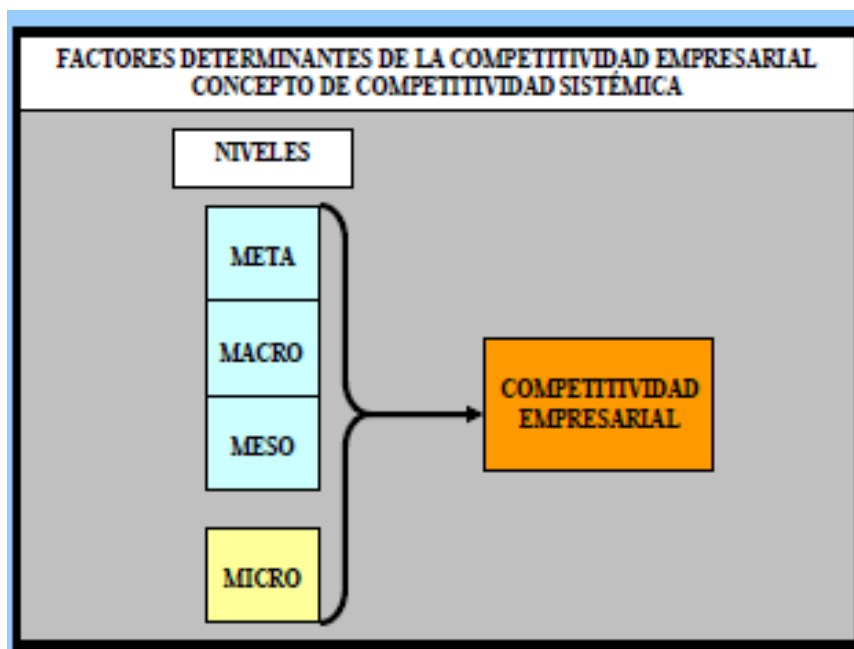 FACTORES DETERMINANTES DE LA COMPETITIVIDAD EMPRESARIAL
CONCEPTO DE COMPETITIVIDAD SISTÉMICA
NIVELES
META
MACRO
MESO
MICRO
COMPETITIVIDAD
EMPRESARIAL